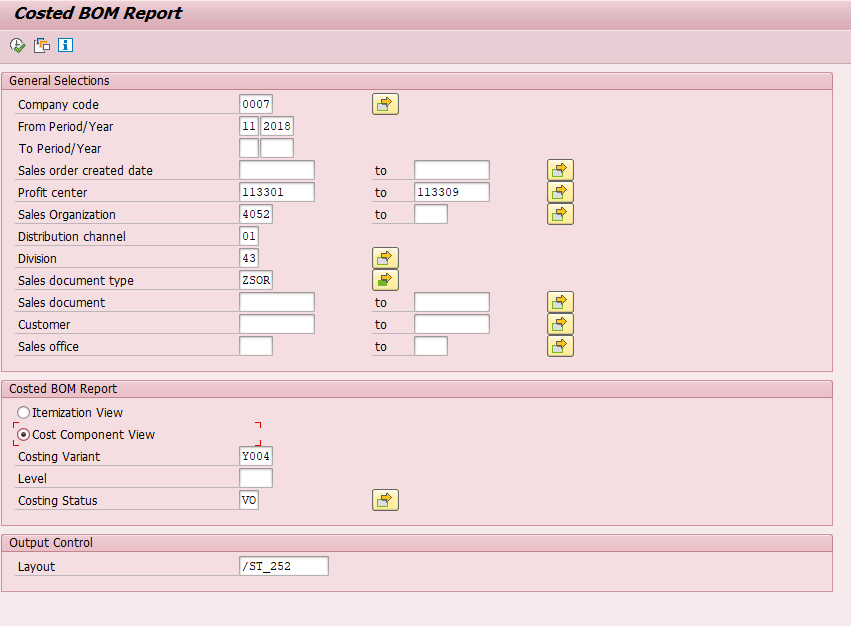 Costed BOM Report
General Selections
Company code 0007
From Period/Year 11 2018
To Period/Year
Sales order created date to
Profit center 113301 to 113309
Sales Organization 4052 to
Distribution channel 01
Division 43
Sales document type ZSOR
Sales document to
Customer to
Sales office to
Costed BOM Report
Itemization View
Cost Component View
Costing Variant Y004
Level
Costing Status VO
Output Control
Layout /ST_252